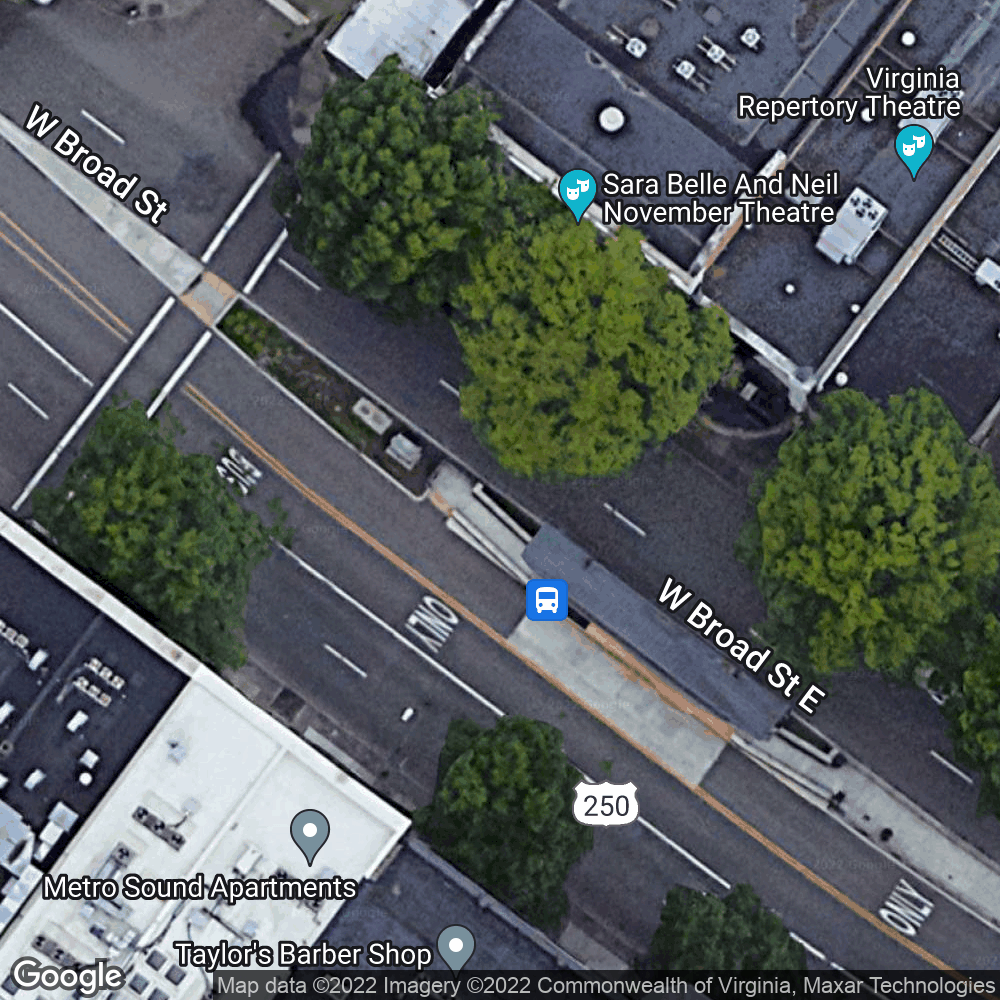 Virginia
Repertory Theatre
W Broad St
Sara Belle And Neil
November Theatre
ONLY
W Broad St E
250
Metro Sound Apartments
ONLY
Taylor's Barber Shop
Google
Map data ©2022 Imagery ©2022 Commonwealth of Virginia, Maxar Technologies